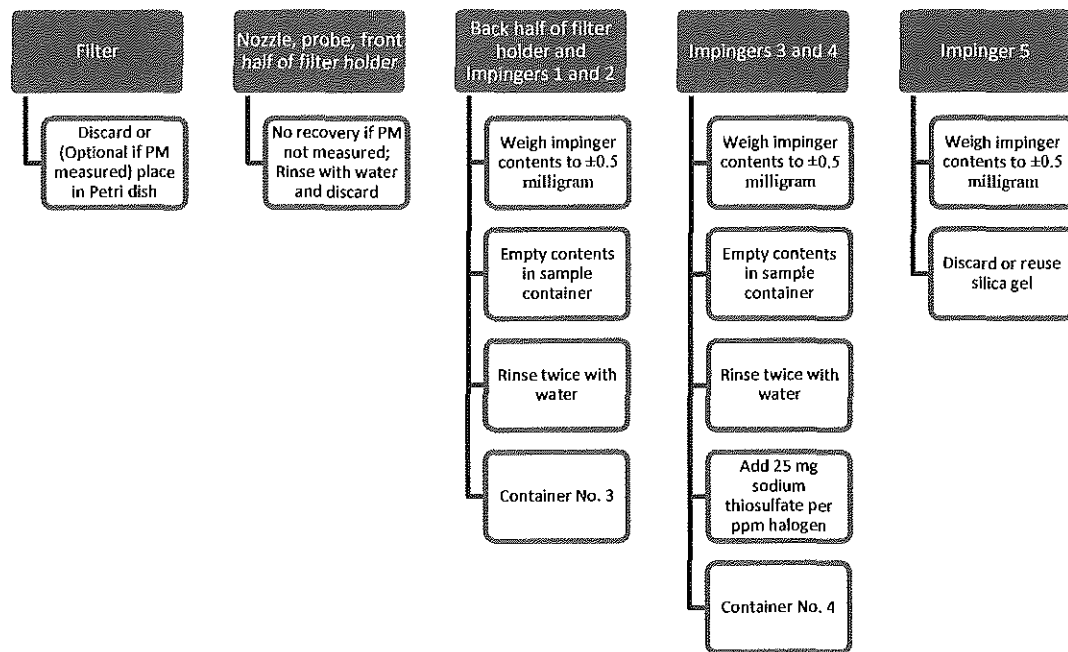 Filter
Discard or
(Optional if PM
measured) place
in Petri dish
Nozzle, probe, front
half of filter holder
No recovery if PM
not measured;
Rinse with water
and discard
Back half of filter
holder and
Impingers 1 and 2
Weigh impinger
contents to ±0.5
milligram
Empty contents
in sample
container
Rinse twice with
water
Container No. 3
Impingers 3 and 4
Weigh impinger
contents to ±0.5
milligram
Empty contents
in sample
container
Rinse twice with
water
Add 25 mg
sodium
thiosulfate per
ppm halogen
Container No. 4
Impinger 5
Weigh impinger
contents to ±0.5
milligram
Discard or reuse
silica gel